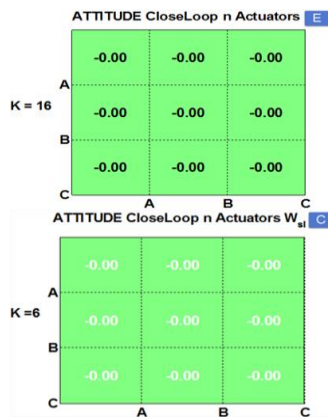 ATTITUDE CloseLoop n Actuators E
-0.00 -0.00 -0.00
A
K = 16 -0.00 -0.00 -0.00
B
-0.00 -0.00 -0.00
C
A B C
ATTITUDE CloseLoop n Actuators Wsl C
-0.00 -0.00 -0.00
A
K =6 -0.00 -0.00 -0.00
B
-0.00 -0.00 -0.00
C
A B C